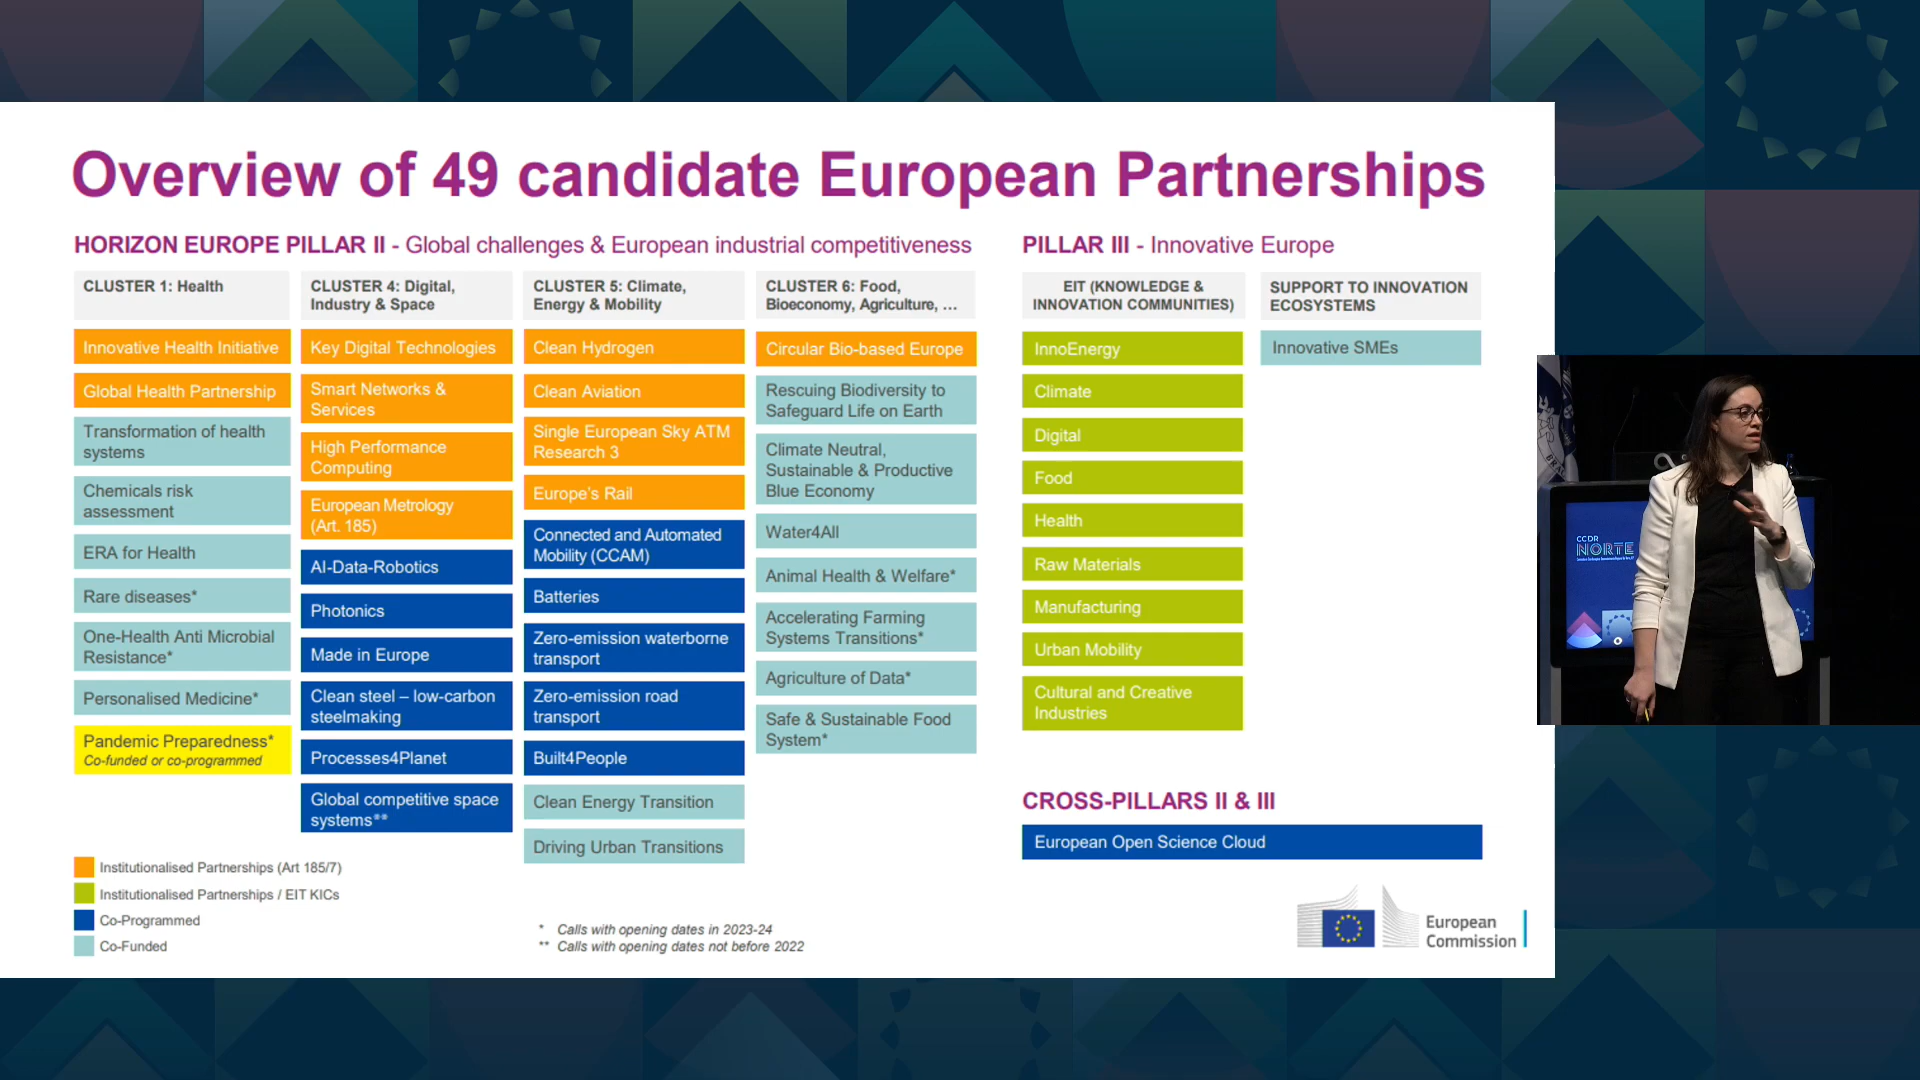 Overview of 49 candidate European Partnerships
HORIZON EUROPE PILLAR II - Global challenges & European industrial competitiveness
CLUSTER 1: Health
Innovative Health Initiative
Global Health Partnership
Transformation of health
systems
Chemicals risk
assessment
ERA for Health
Rare diseases*
One-Health Anti Microbial
Resistance*
Personalised Medicine*
Pandemic Preparedness*
Co-funded or co-programmed
CLUSTER 4: Digital,
Industry & Space
Key Digital Technologies
Smart Networks &
Services
High Performance
Computing
European Metrology
(Art. 185)
AI-Data-Robotics
Photonics
Made in Europe
Clean steel – low-carbon
steelmaking
Processes4Planet
Global competitive space
systems**
CLUSTER 5: Climate,
Energy & Mobility
Clean Hydrogen
Clean Aviation
Single European Sky ATM
Research 3
Europe's Rail
Connected and Automated
Mobility (CCAM)
Batteries
Zero-emission waterborne
transport
Zero-emission road
transport
Built4People
Clean Energy Transition
Driving Urban Transitions
CLUSTER 6: Food,
Bioeconomy, Agriculture, …
Circular Bio-based Europe
Rescuing Biodiversity to
Safeguard Life on Earth
Climate Neutral,
Sustainable & Productive
Blue Economy
Water4All
Animal Health & Welfare*
Accelerating Farming
Systems Transitions*
Agriculture of Data*
Safe & Sustainable Food
System*
PILLAR III - Innovative Europe
EIT (KNOWLEDGE &
INNOVATION COMMUNITIES)
InnoEnergy
Climate
Digital
Food
Health
Raw Materials
Manufacturing
Urban Mobility
Cultural and Creative
Industries
SUPPORT TO INNOVATION
ECOSYSTEMS
Innovative SMEs
CROSS-PILLARS II & III
European Open Science Cloud
Institutionalised Partnerships (Art 185/7)
Institutionalised Partnerships / EIT KICs
Co-Programmed
Co-Funded
* Calls with opening dates in 2023-24
** Calls with opening dates not before 2022
European
Commission
CCDR
NORTE